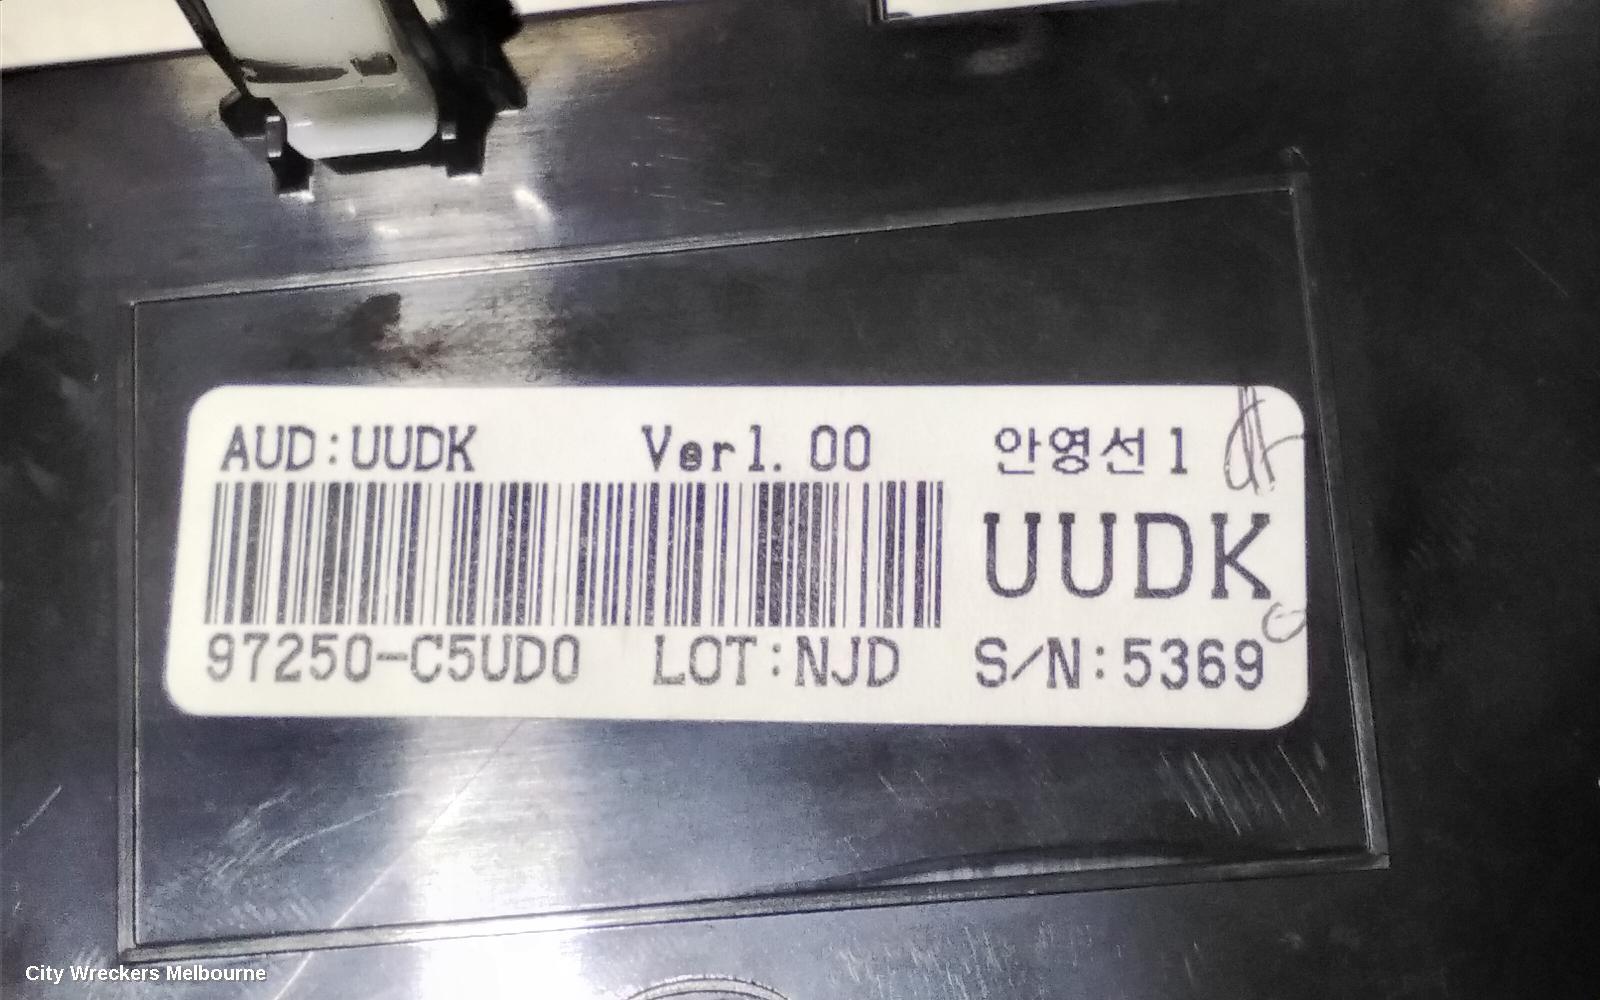 AUD:UUDK Ver1.00 안영선1
UUDK
97250-C5UD0 LOT:NJD S/N:5369
City Wreckers Melbourne